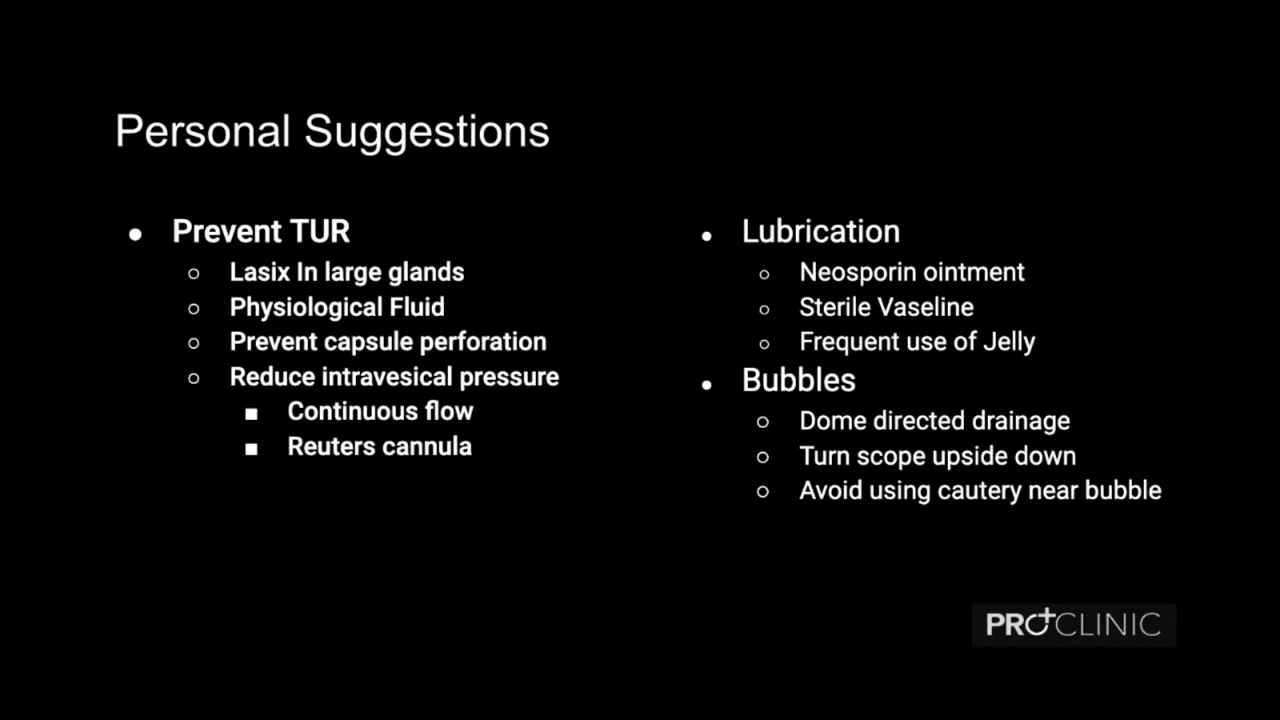 Personal Suggestions
● Prevent TUR
○ Lasix In large glands
○ Physiological Fluid
○ Prevent capsule perforation
○ Reduce intravesical pressure
■ Continuous flow
■ Reuters cannula
● Lubrication
○ Neosporin ointment
○ Sterile Vaseline
○ Frequent use of Jelly
● Bubbles
○ Dome directed drainage
○ Turn scope upside down
○ Avoid using cautery near bubble
PRO+CLINIC